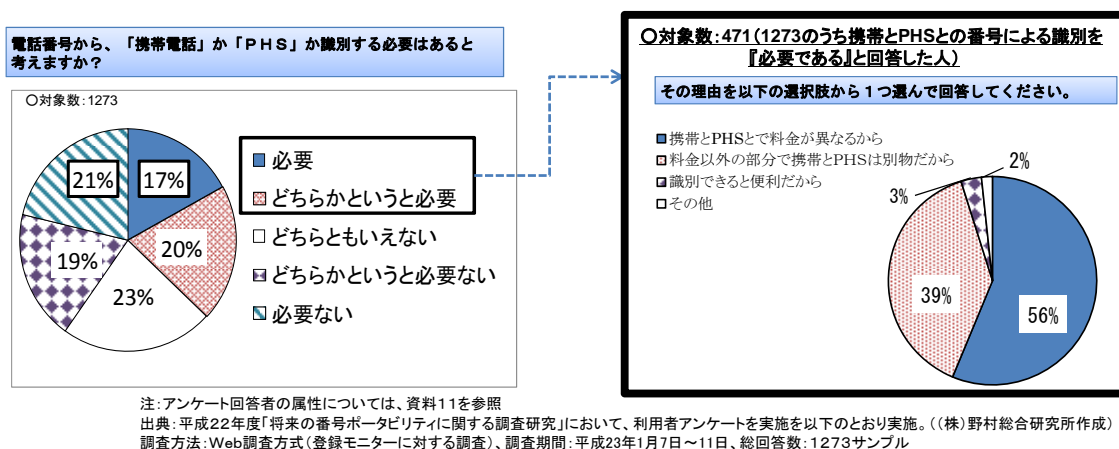 電話番号から、「携帯電話」か「PHS」か識別する必要はあると
考えますか？
○対象数：1273
17%
20%
23%
19%
21%
必要
どちらかというと必要
どちらともいえない
どちらかというと必要ない
必要ない
○対象数：471（1273のうち携帯とPHSとの番号による識別を
『必要である』と回答した人）
その理由を以下の選択肢から１つ選んで回答してください。
携帯とPHSとで料金が異なるから
料金以外の部分で携帯とPHSは別物だから
識別できると便利だから
その他
2%
3%
39%
56%
注：アンケート回答者の属性については、資料11を参照
出典：平成22年度「将来の番号ポータビリティに関する調査研究」において、利用者アンケートを実施を以下のとおり実施。（（株）野村総合研究所作成）
調査方法：Web調査方式（登録モニターに対する調査）、調査期間：平成23年1月7日～11日、総回答数：1273サンプル